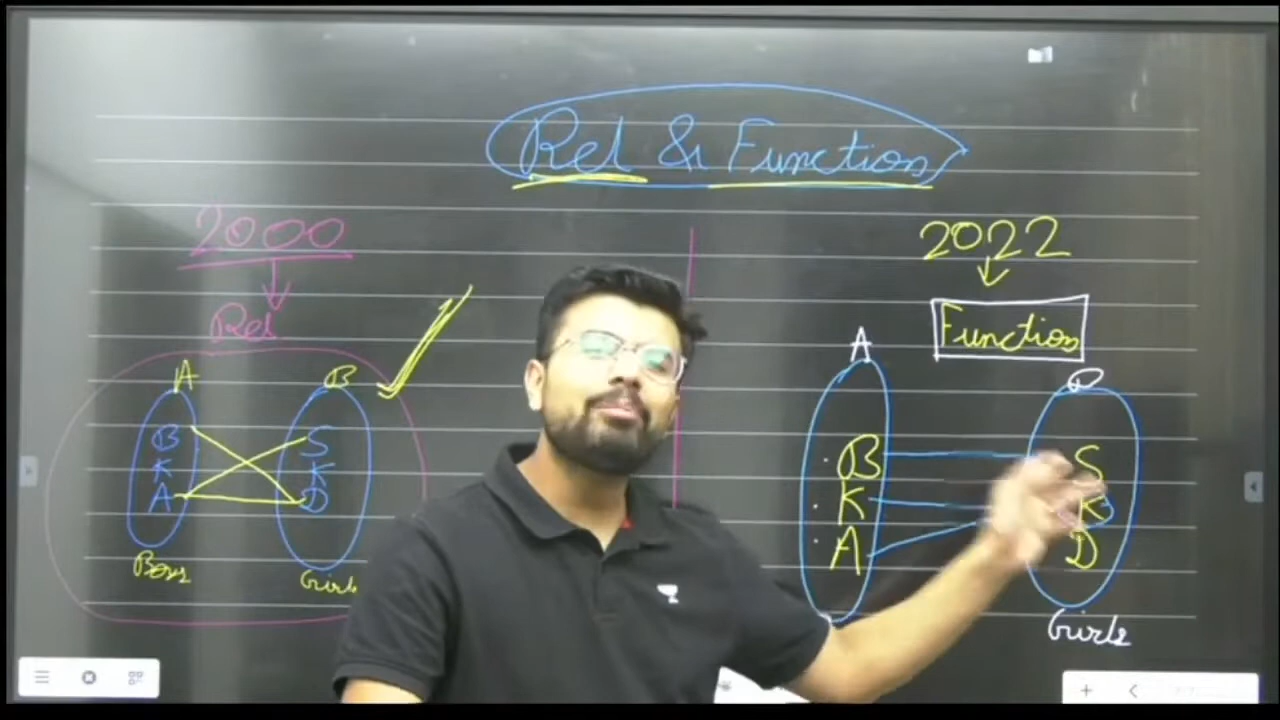 Rel & Function
2000
Rel
A B
B S
K K
A D
Boys Girls
2022
Function
A
B S
K K
A D
Girls